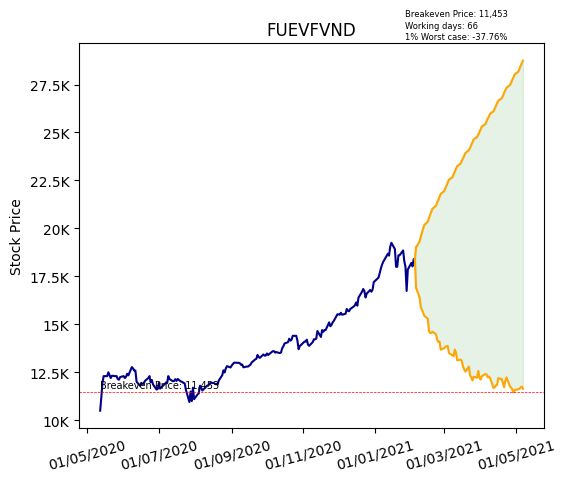 Breakeven Price: 11,453
Working days: 66
1% Worst case: -37.76%
FUEVFVND
Stock Price
27.5K
25K
22.5K
20K
17.5K
15K
12.5K
10K
Breakeven Price: 11,453
01/05/2020
01/07/2020
01/09/2020
01/11/2020
01/01/2021
01/03/2021
01/05/2021